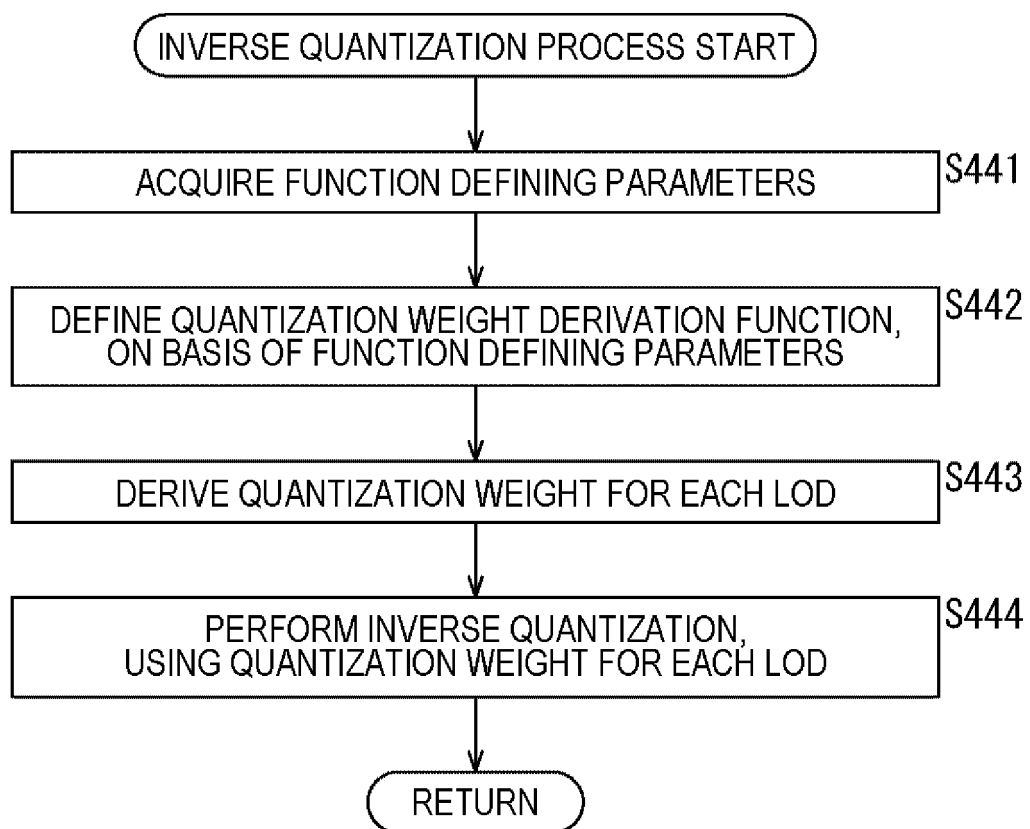 INVERSE QUANTIZATION PROCESS START
ACQUIRE FUNCTION DEFINING PARAMETERS
S441
DEFINE QUANTIZATION WEIGHT DERIVATION FUNCTION,
ON BASIS OF FUNCTION DEFINING PARAMETERS
S442
DERIVE QUANTIZATION WEIGHT FOR EACH LOD
S443
PERFORM INVERSE QUANTIZATION,
USING QUANTIZATION WEIGHT FOR EACH LOD
S444
RETURN